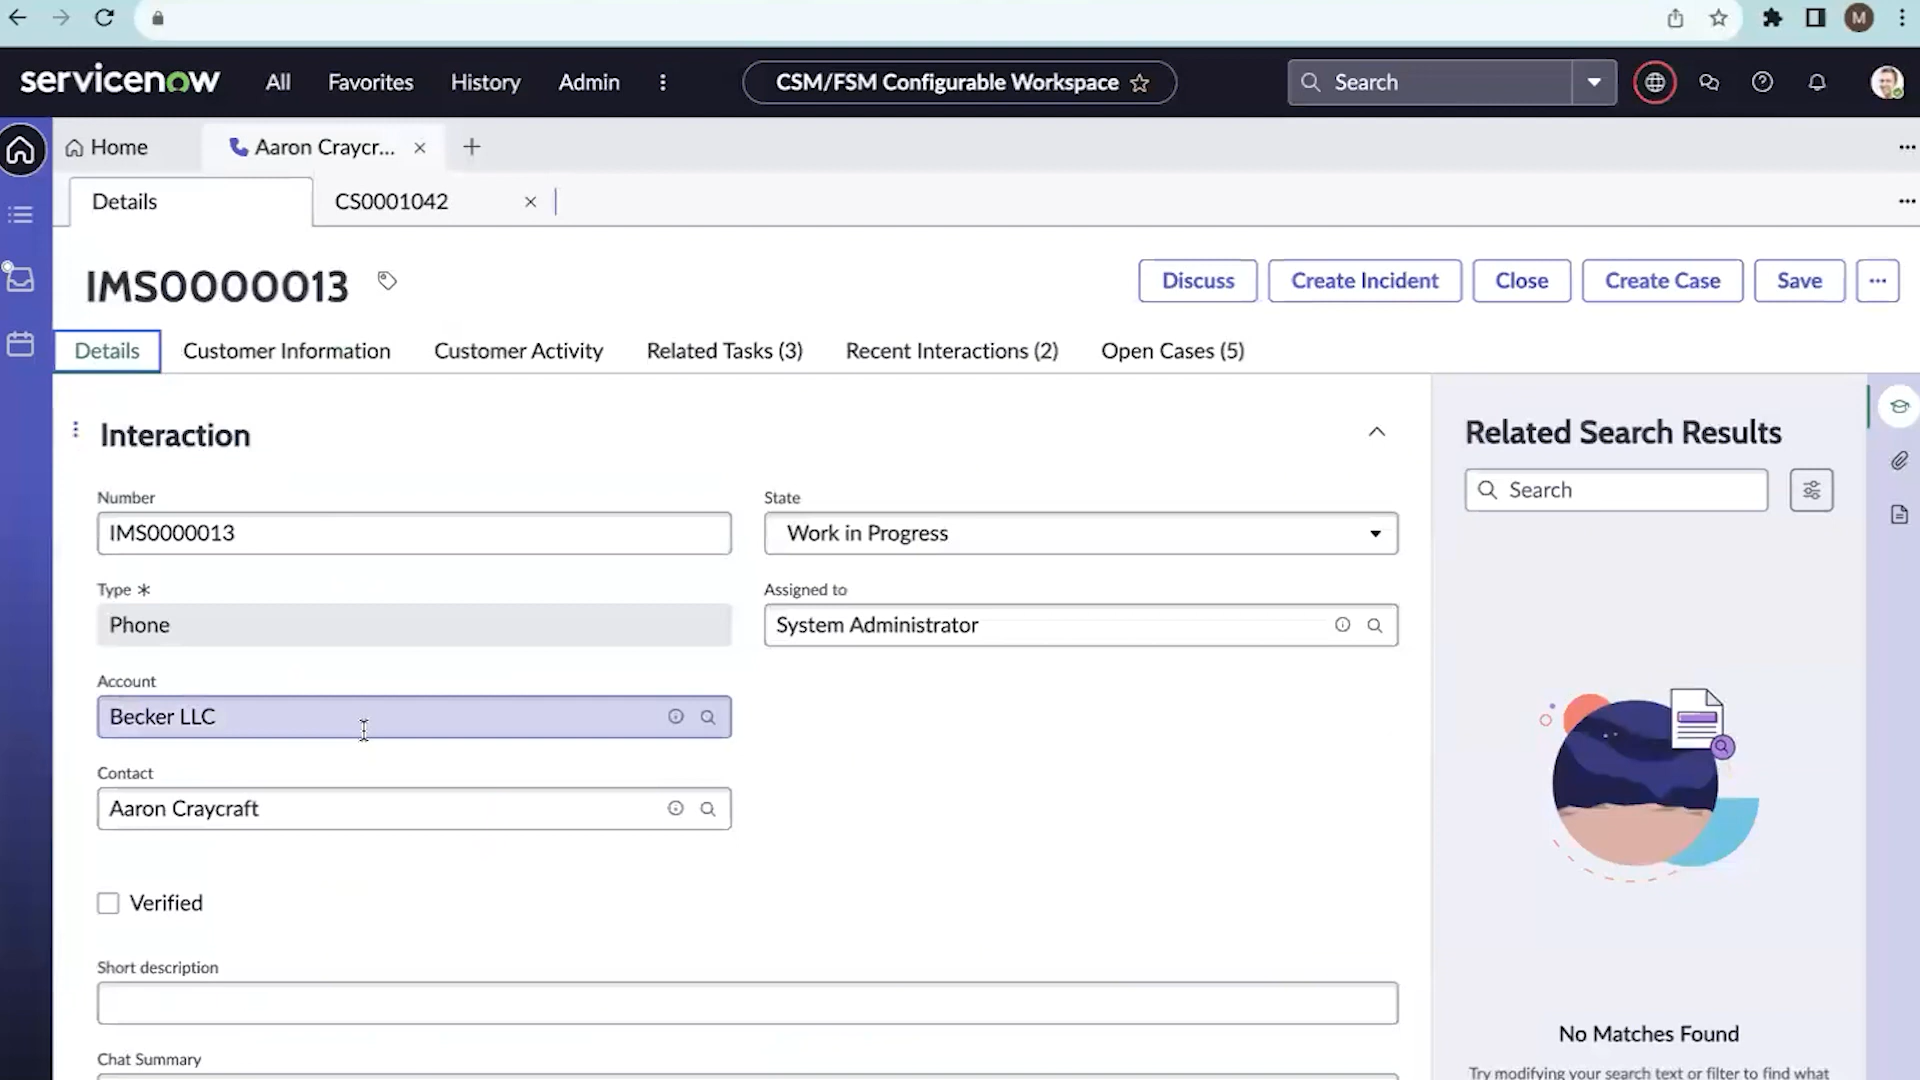 M
servicenow All Favorites History Admin CSM/FSM Configurable Workspace Search
Home Aaron Craycr...
Details CS0001042
IMS0000013 Discuss Create Incident Close Create Case Save
Details Customer Information Customer Activity Related Tasks (3) Recent Interactions (2) Open Cases (5)
Interaction
Related Search Results
Search
Number
IMS0000013
State
Work in Progress
Type *
Phone
Assigned to
System Administrator
Account
Becker LLC
Contact
Aaron Craycraft
Verified
Short description
Chat Summary
No Matches Found
Try modifying your search text or filter to find what